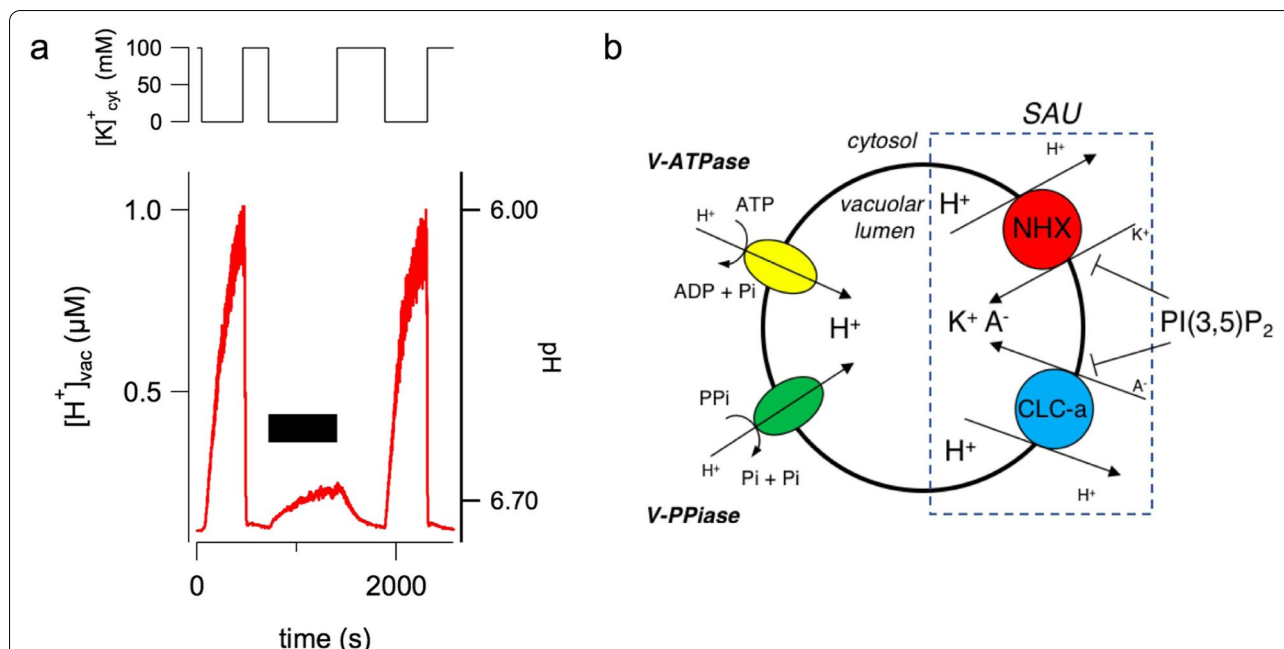 a
[K]⁺cyt (mM)
100
50
0
[H⁺]vac (µM)
1.0
0.5
6.00
6.70
pH
0
2000
time (s)
b
SAU
cytosol
vacuolar
lumen
V-ATPase
H⁺
ATP
ADP + Pi
H⁺
H⁺
H⁺
NHX
K⁺
K⁺ A⁻
PI(3,5)P₂
A⁻
CLC-a
H⁺
H⁺
PPi
H⁺
Pi + Pi
V-PPiase